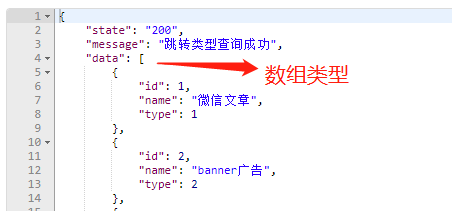 1 {
2 "state": "200",
3 "message": "跳转类型查询成功",
4 "data": [ 数组类型
5 {
6 "id": 1,
7 "name": "微信文章",
8 "type": 1
9 },
10 {
11 "id": 2,
12 "name": "banner广告",
13 "type": 2
14 },
15 {